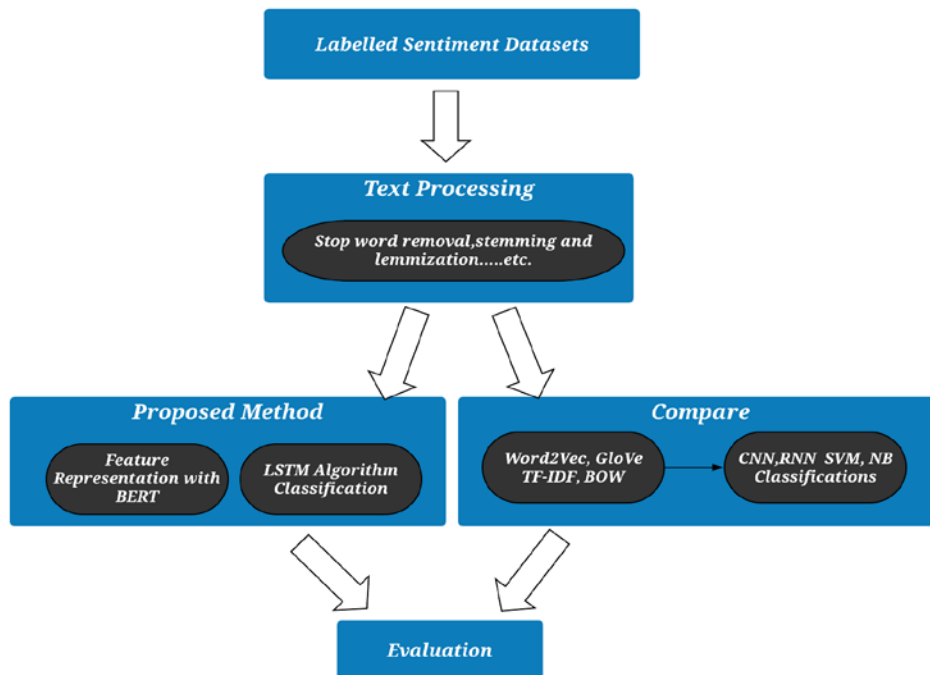 Labelled Sentiment Datasets
Text Processing
Stop word removal,stemming and
lemmization.....etc.
Proposed Method
Feature
Representation with
BERT
LSTM Algorithm
Classification
Compare
Word2Vec, GloVe
TF-IDF, BOW
CNN,RNN SVM, NB
Classifications
Evaluation